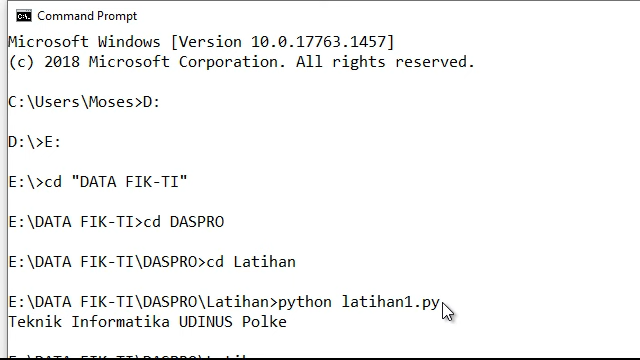 Command Prompt
Microsoft Windows [Version 10.0.17763.1457]
(c) 2018 Microsoft Corporation. All rights reserved.
C:\Users\Moses>D:
D:\>E:
E:\>cd "DATA FIK-TI"
E:\DATA FIK-TI>cd DASPRO
E:\DATA FIK-TI\DASPRO>cd Latihan
E:\DATA FIK-TI\DASPRO\Latihan>python latihan1.py
Teknik Informatika UDINUS Polke